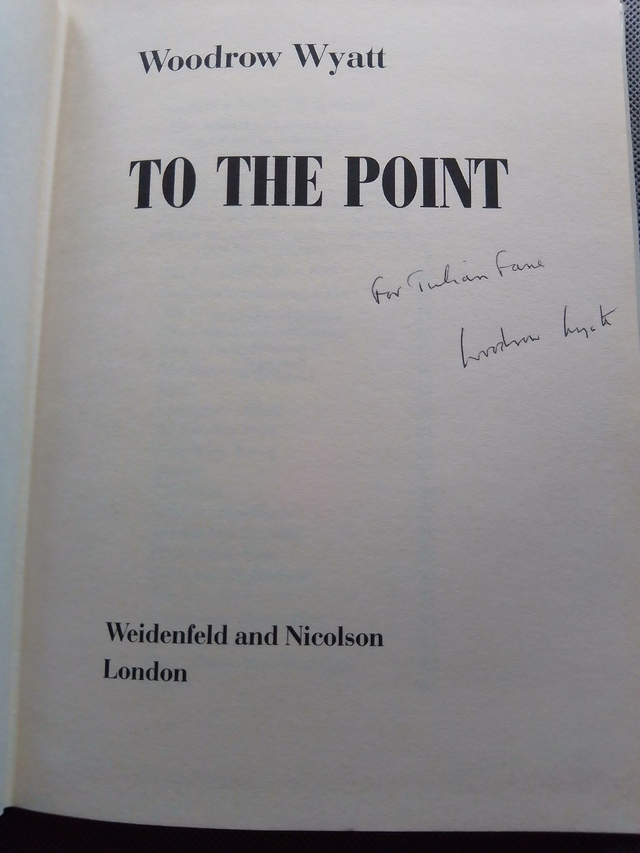 Woodrow Wyatt
TO THE POINT
For Julian Fane
Woodrow Wyatt
Weidenfeld and Nicolson
London